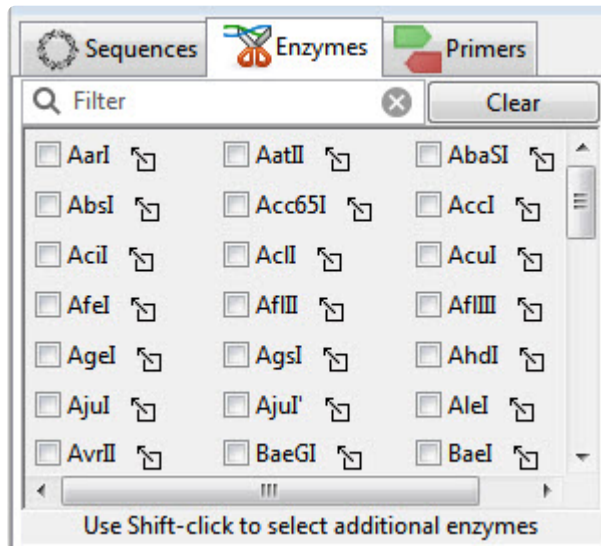 Sequences Enzymes Primers
Filter Clear
AarI AatII AbaSI
AbsI Acc65I AccI
AciI AclI AcuI
AfeI AflII AflIII
AgeI AgsI AhdI
AjuI AjuI' AleI
AvrII BaeGI BaeI
Use Shift-click to select additional enzymes